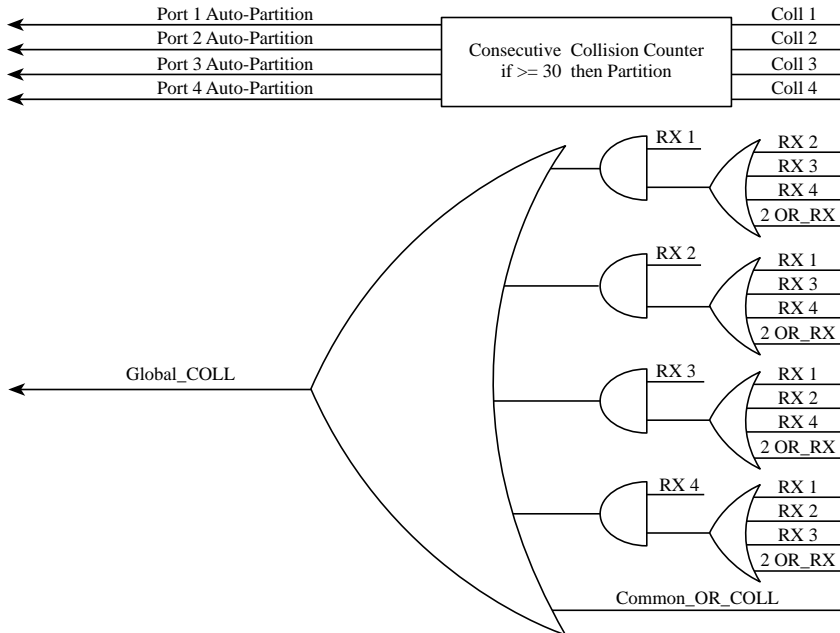 Port 1 Auto-Partition
Port 2 Auto-Partition
Port 3 Auto-Partition
Port 4 Auto-Partition
Consecutive Collision Counter
if >= 30 then Partition
Coll 1
Coll 2
Coll 3
Coll 4
RX 1
RX 2
RX 3
RX 4
2 OR_RX
RX 2
RX 1
RX 3
RX 4
2 OR_RX
Global_COLL
RX 3
RX 1
RX 2
RX 4
2 OR_RX
RX 4
RX 1
RX 2
RX 3
2 OR_RX
Common_OR_COLL